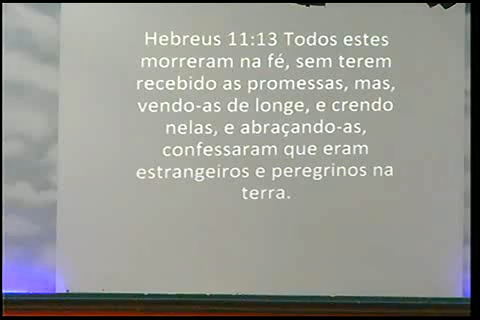 Hebreus 11:13 Todos estes
morreram na fé, sem terem
recebido as promessas, mas,
vendo-as de longe, e crendo
nelas, e abraçando-as,
confessaram que eram
estrangeiros e peregrinos na
terra.